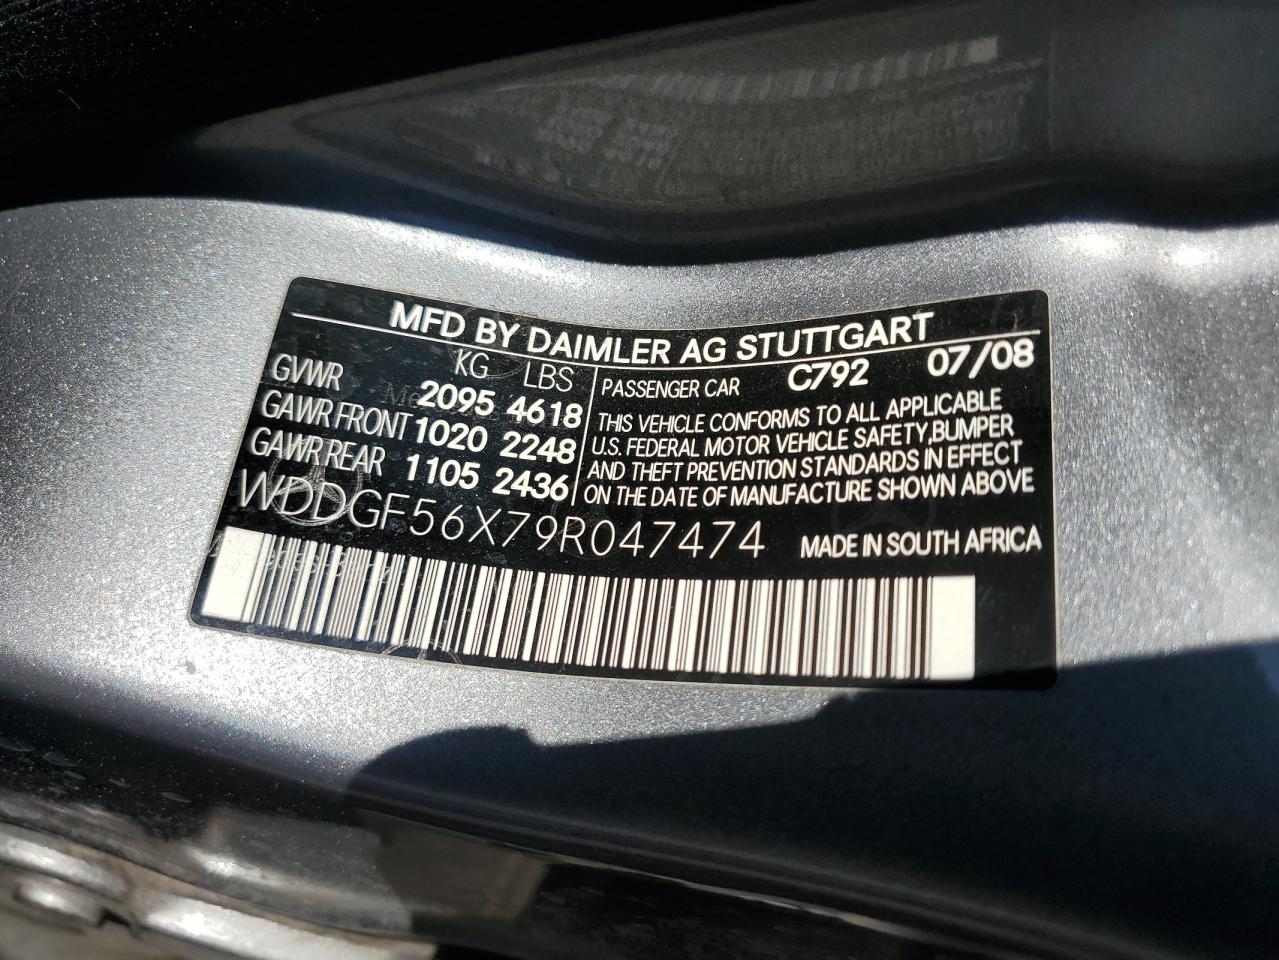 MFD BY DAIMLER AG STUTTGART
KG LBS
GVWR 2095 4618
GAWR FRONT 1020 2248
GAWR REAR 1105 2436
PASSENGER CAR C792 07/08
THIS VEHICLE CONFORMS TO ALL APPLICABLE
U.S. FEDERAL MOTOR VEHICLE SAFETY, BUMPER
AND THEFT PREVENTION STANDARDS IN EFFECT
ON THE DATE OF MANUFACTURE SHOWN ABOVE
WDDGF56X79R047474
MADE IN SOUTH AFRICA